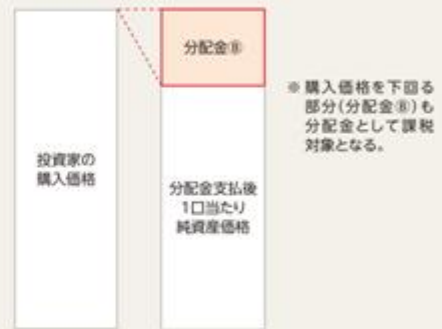 分配金Ⓑ
※購入価格を下回る
部分(分配金Ⓑ)も
分配金として課税
対象となる。
投資家の
購入価格
分配金支払後
1口当たり
純資産価格